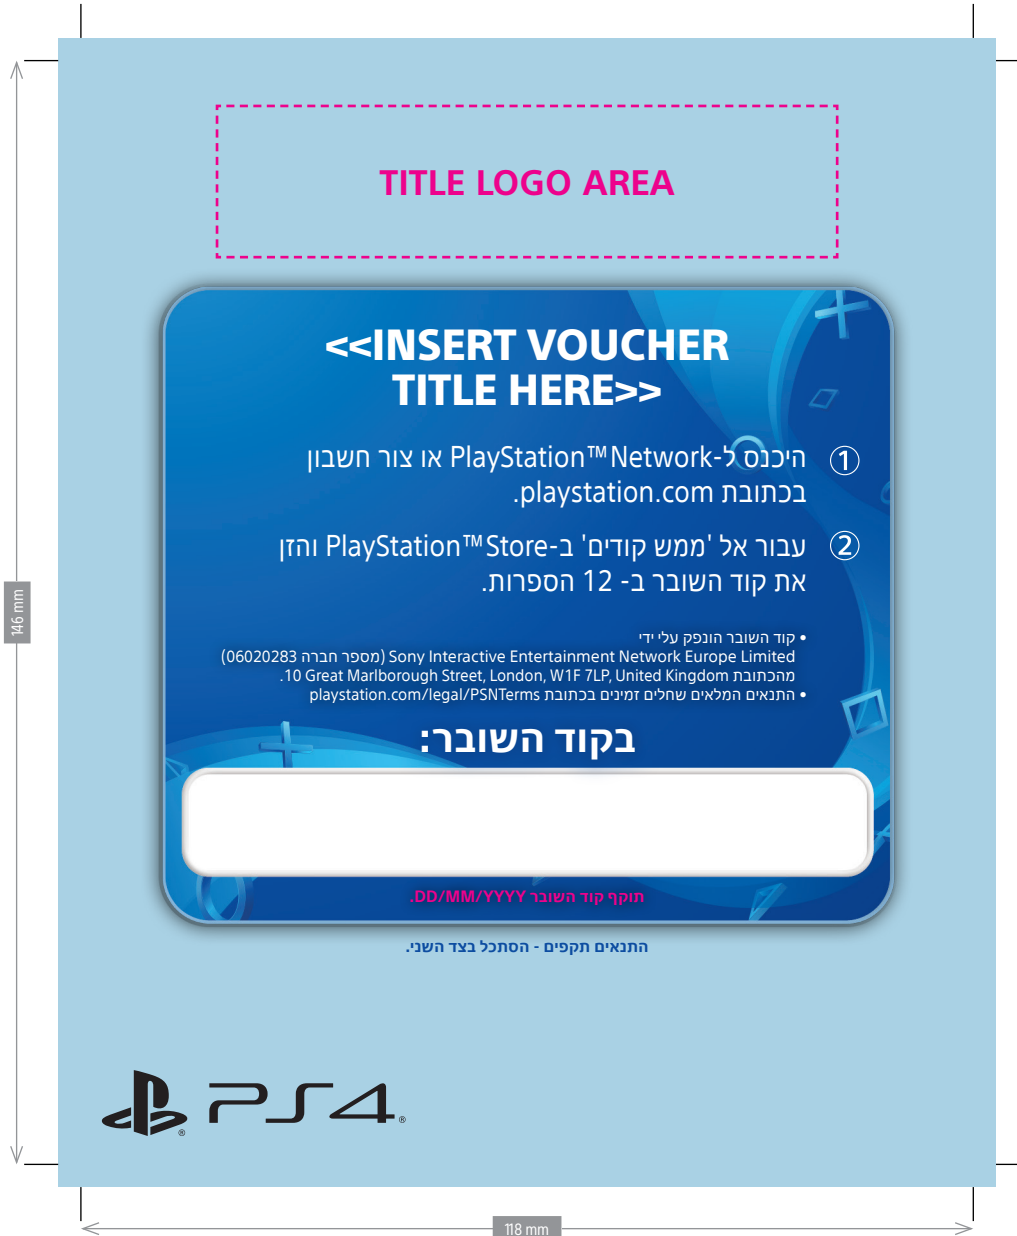 TITLE LOGO AREA
<<INSERT VOUCHER
TITLE HERE>>
① היכנס ל-PlayStation™Network או צור חשבון
בכתובת playstation.com.
② עבור אל 'ממש קודים' ב-PlayStation™Store והזן
את קוד השובר ב- 12 הספרות.
• קוד השובר הונפק עלי ידי
Sony Interactive Entertainment Network Europe Limited (מספר חברה 06020283)
מהכתובת 10 Great Marlborough Street, London, W1F 7LP, United Kingdom.
• התנאים המלאים שחלים זמינים בכתובת playstation.com/legal/PSNTerms
בקוד השובר:
תוקף קוד השובר DD/MM/YYYY.
התנאים תקפים - הסתכל בצד השני.
PS4®
146 mm
118 mm